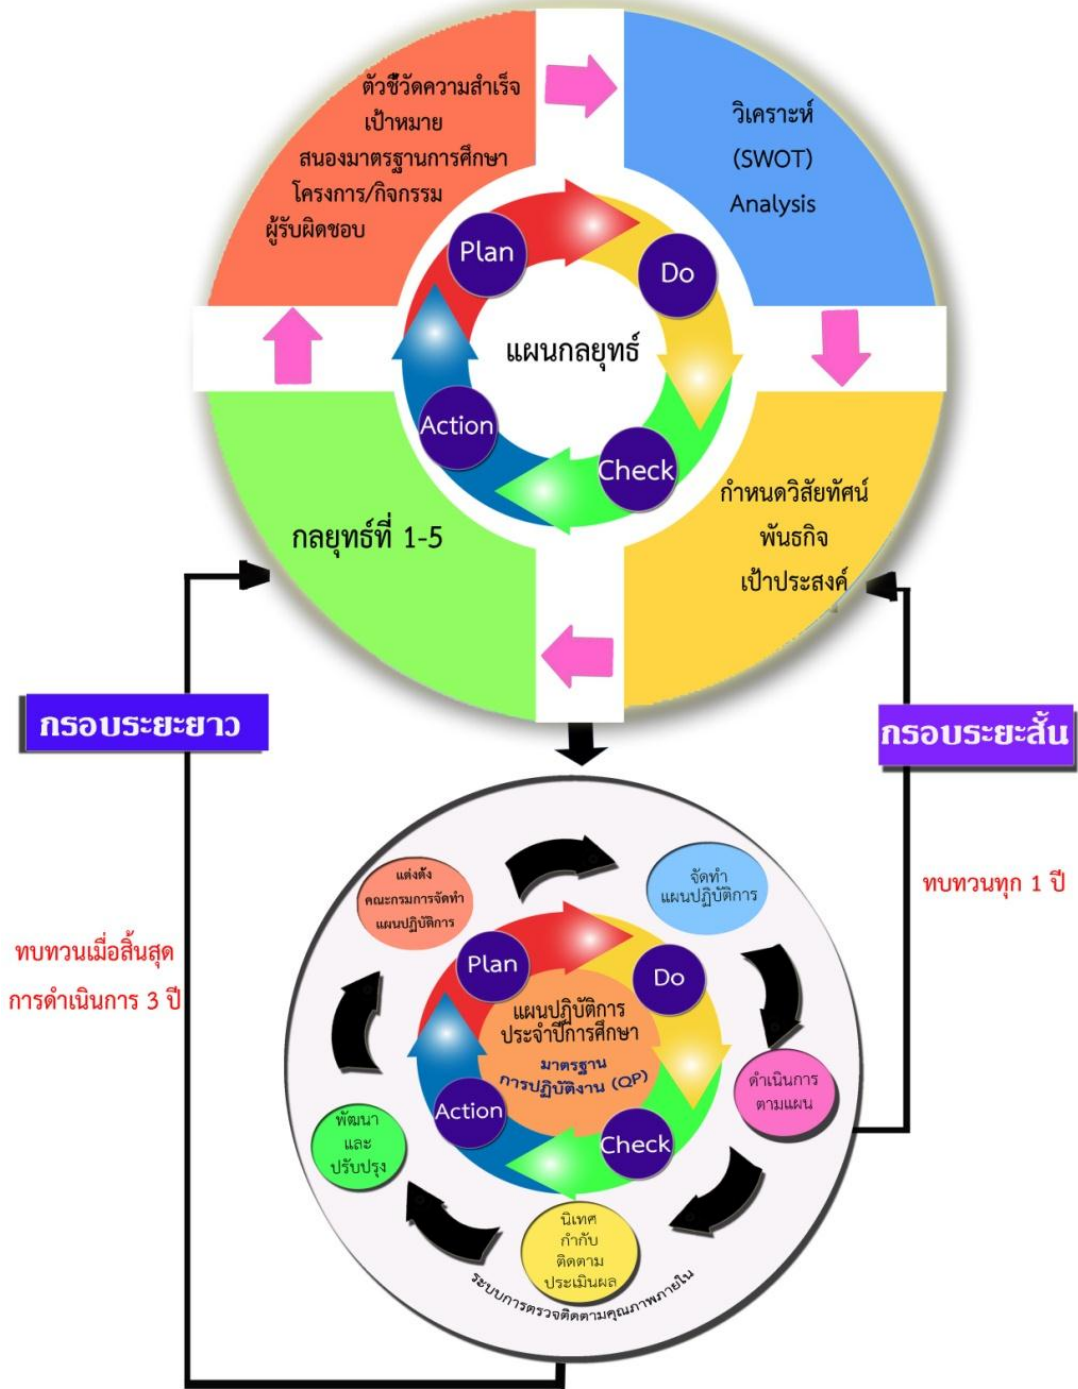 ตัวชี้วัดความสำเร็จ
เป้าหมาย
สนองมาตรฐานการศึกษา
โครงการ/กิจกรรม
ผู้รับผิดชอบ
วิเคราะห์
(SWOT)
Analysis
Plan
Do
แผนกลยุทธ์
Action
Check
กลยุทธ์ที่ 1-5
กำหนดวิสัยทัศน์
พันธกิจ
เป้าประสงค์
กรอบระยะยาว
กรอบระยะสั้น
ทบทวนเมื่อสิ้นสุด
การดำเนินการ 3 ปี
ทบทวนทุก 1 ปี
แต่งตั้ง
คณะกรมการจัดทำ
แผนปฏิบัติการ
จัดทำ
แผนปฏิบัติการ
Plan
Do
แผนปฏิบัติการ
ประจำปีการศึกษา
มาตรฐาน
การปฏิบัติงาน (QP)
Action
Check
ดำเนินการ
ตามแผน
พัฒนา
และ
ปรับปรุง
นิเทศ
กำกับ
ติดตาม
ประเมินผล
ระบบการตรวจติดตามคุณภาพภายใน